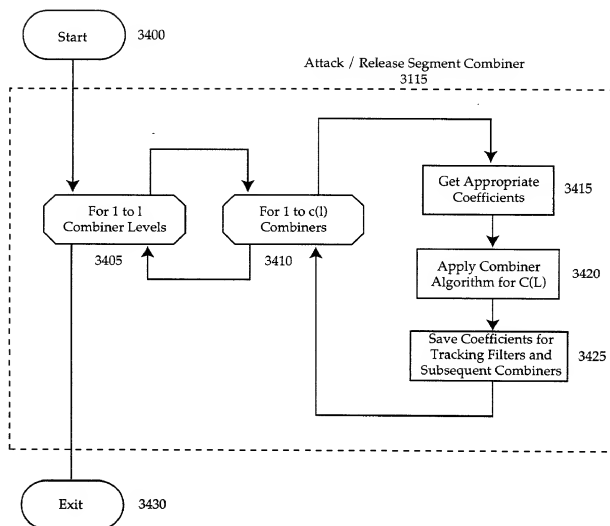 Start
3400
Attack / Release Segment Combiner
3115
For 1 to l
Combiner Levels
3405
For 1 to c(l)
Combiners
3410
Get Appropriate
Coefficients
3415
Apply Combiner
Algorithm for C(L)
3420
Save Coefficients for
Tracking Filters and
Subsequent Combiners
3425
Exit
3430